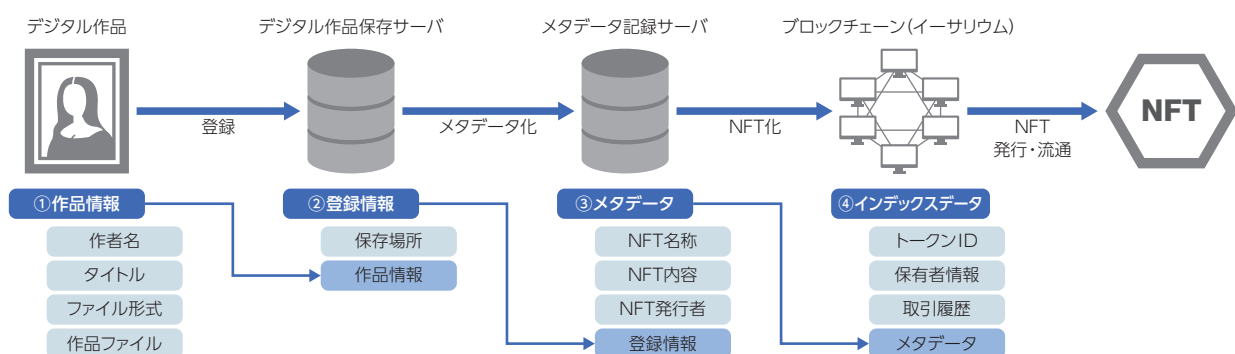 デジタル作品
デジタル作品保存サーバ
メタデータ記録サーバ
ブロックチェーン(イーサリウム)
登録
メタデータ化
NFT化
NFT
発行・流通
NFT
①作品情報
作者名
タイトル
ファイル形式
作品ファイル
②登録情報
保存場所
作品情報
③メタデータ
NFT名称
NFT内容
NFT発行者
登録情報
④インデックスデータ
トークンID
保有者情報
取引履歴
メタデータ